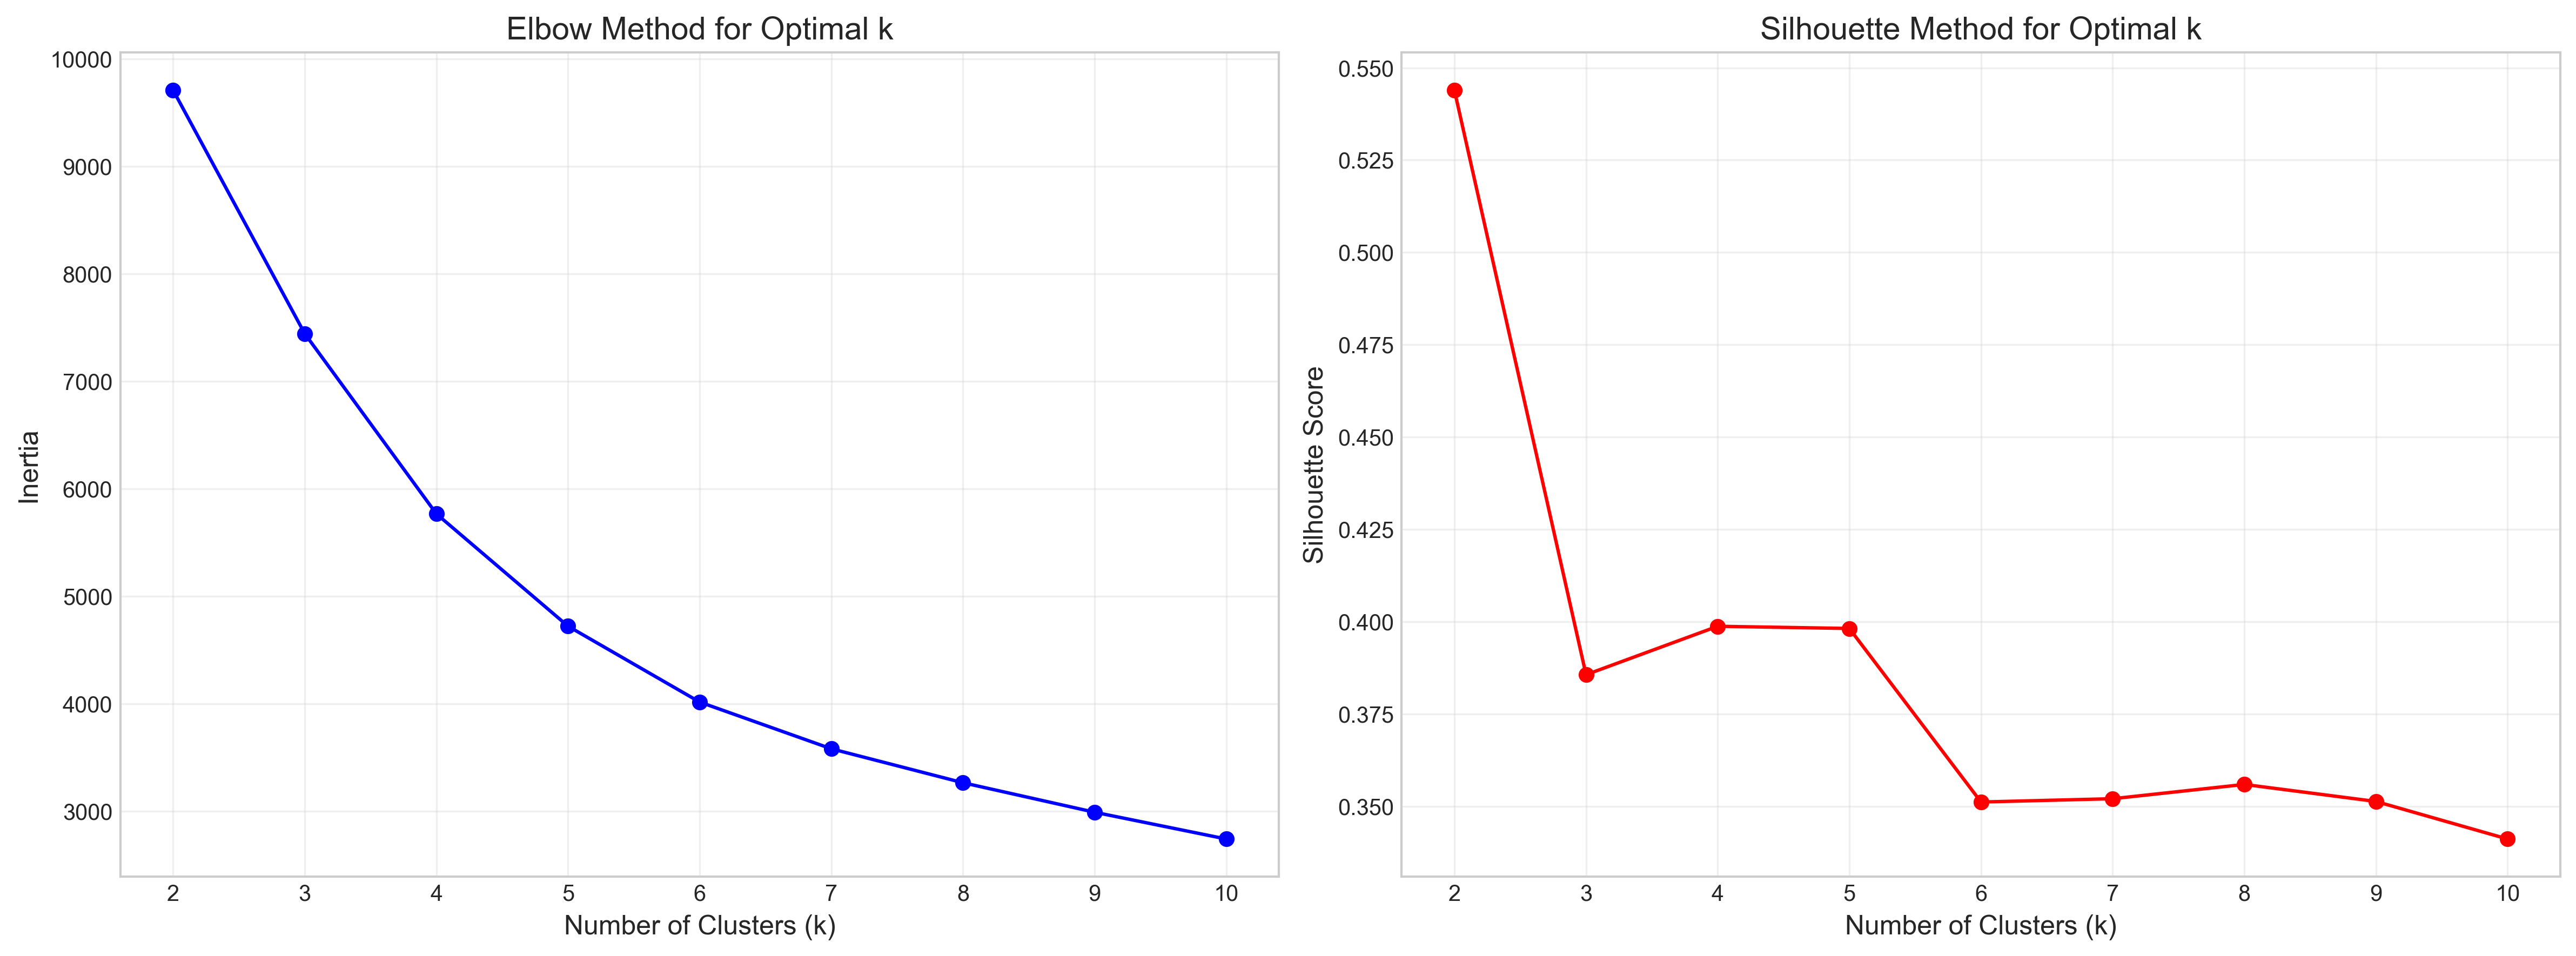 Elbow Method for Optimal k
10000
9000
8000
7000
6000
5000
4000
3000
Inertia
2 3 4 5 6 7 8 9 10
Number of Clusters (k)
Silhouette Method for Optimal k
0.550
0.525
0.500
0.475
0.450
0.425
0.400
0.375
0.350
Silhouette Score
2 3 4 5 6 7 8 9 10
Number of Clusters (k)